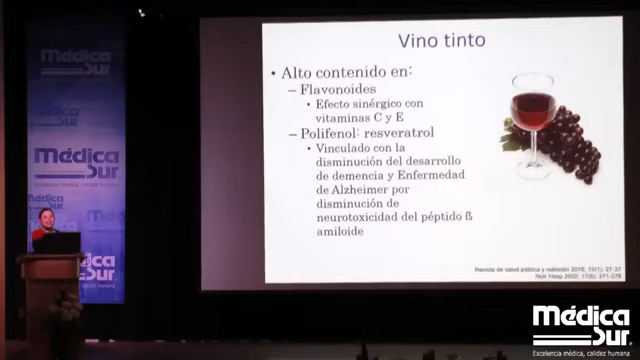 Médica
Sur
Sur
Médica
Sur
Médica
Sur
Vino tinto
• Alto contenido en:
– Flavonoides
• Efecto sinérgico con
vitaminas C y E
– Polifenol: resveratrol
• Vinculado con la
disminución del desarrollo
de demencia y Enfermedad
de Alzheimer por
disminución de
neurotoxicidad del péptido ß
amiloide
Revista de salud pública y nutrición 2016; 15(1): 27-37
Nutr Hosp 2002; 17(6); 271-278
Médica
Sur
Excelencia médica, calidez humana